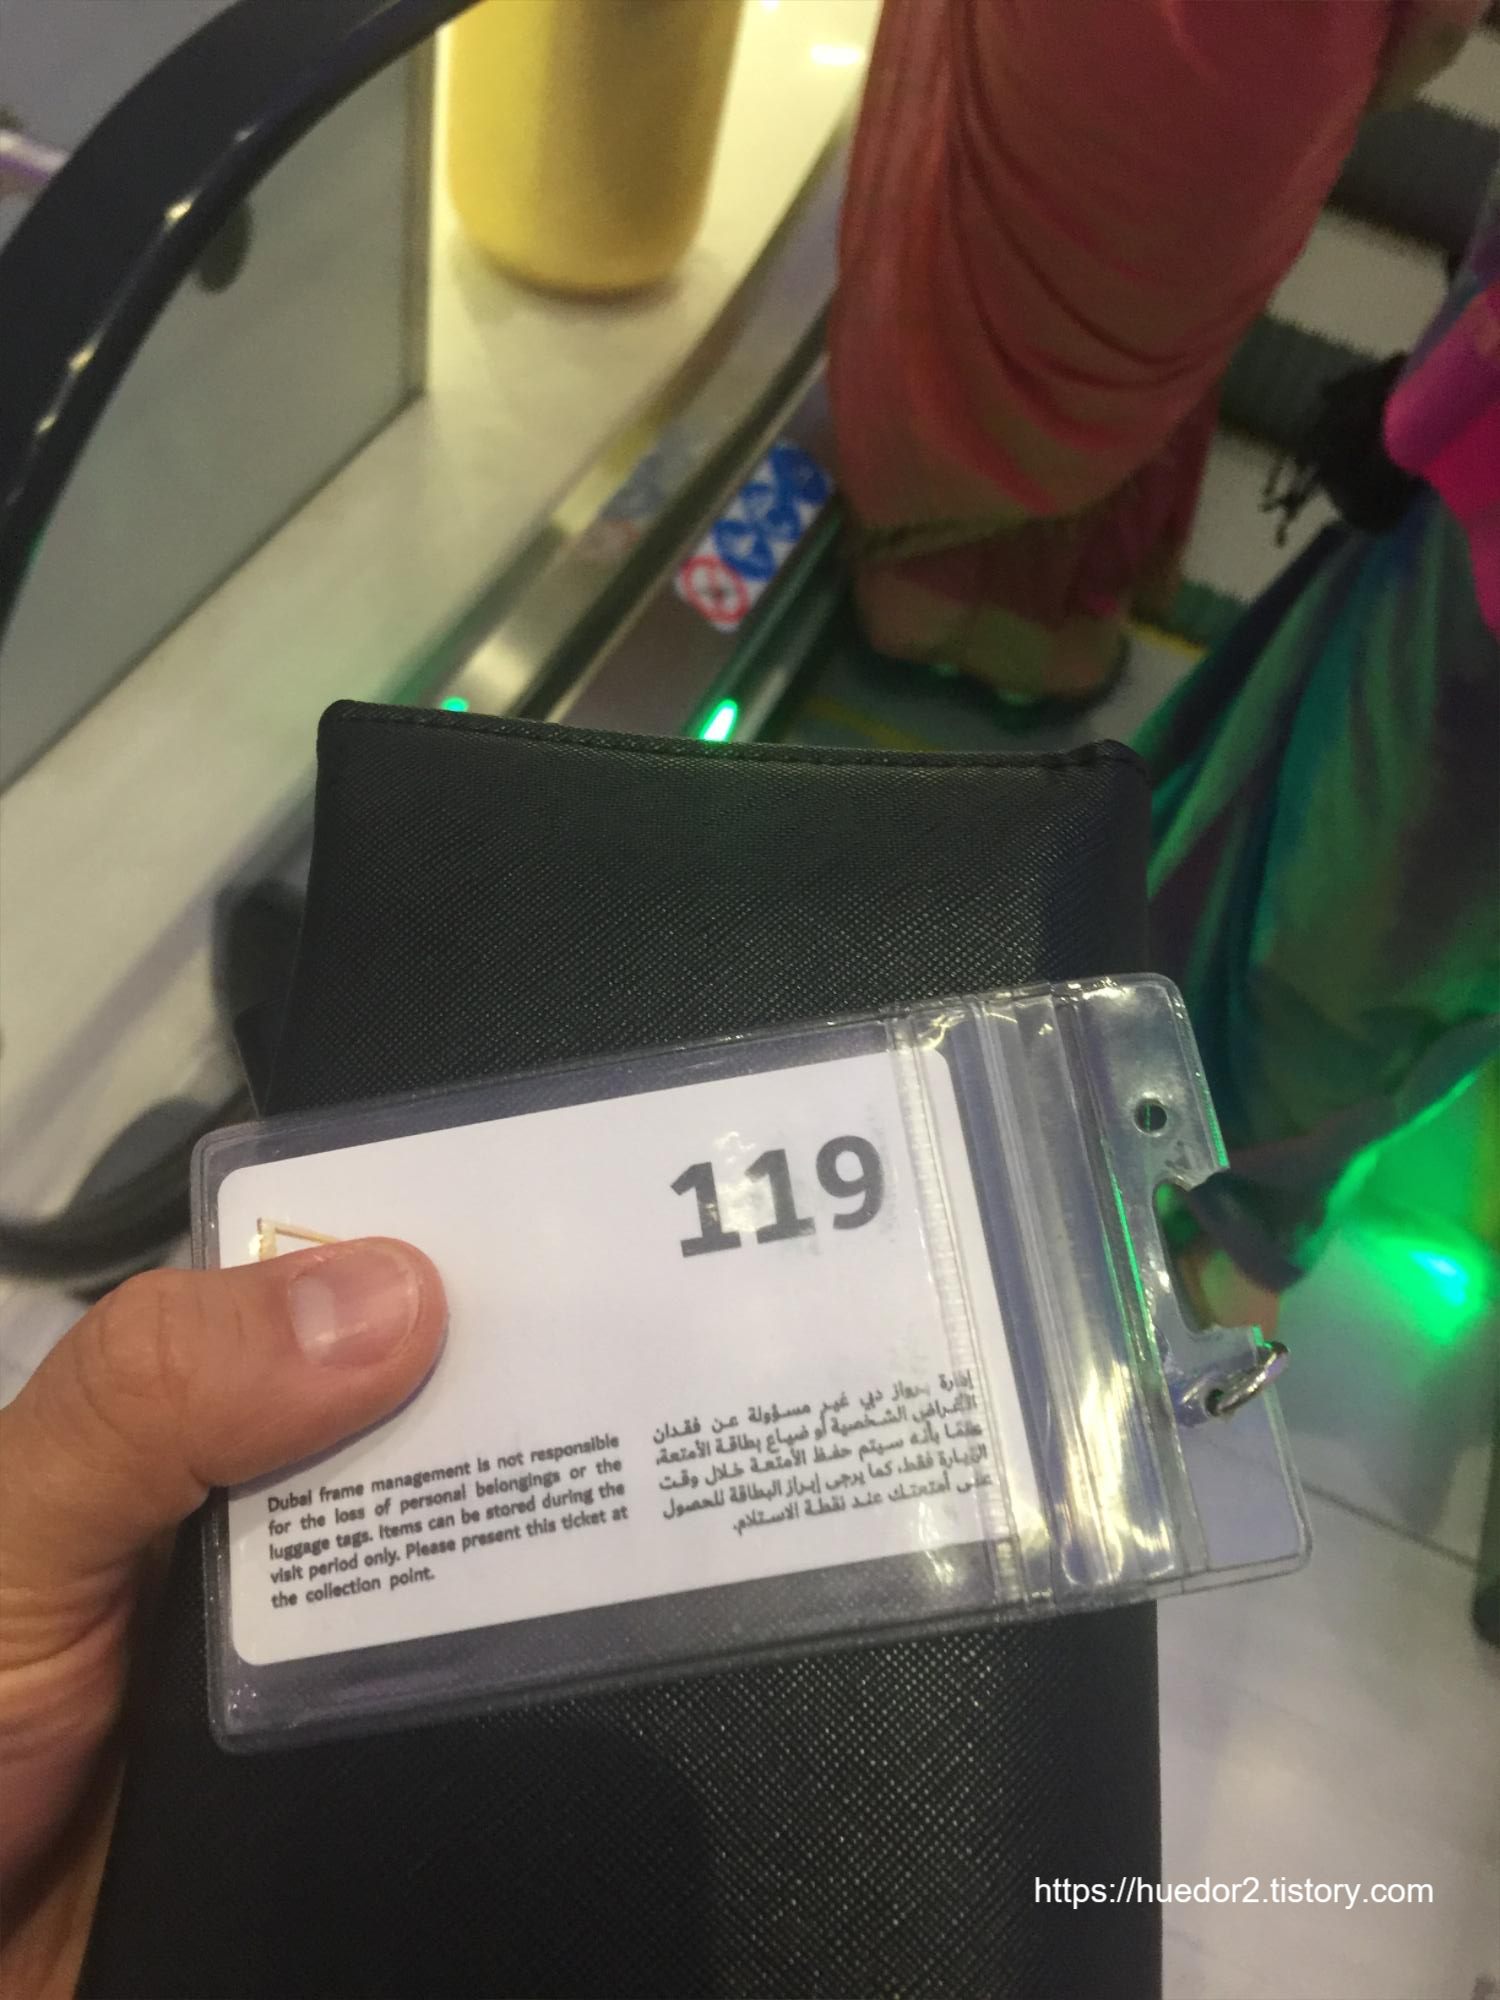 119
Dubai frame management is not responsible
for the loss of personal belongings or the
luggage tags. Items can be stored during the
visit period only. Please present this ticket at
the collection point.
إدارة برواز دبي غير مسؤولة عن فقدان
الأغراض الشخصية أو ضياع بطاقة الأمتعة،
علمًا بأنه سيتم حفظ الأمتعة خلال وقت
الزيارة فقط، كما يرجى إبراز البطاقة للحصول
على أمتعتك عند نقطة الاستلام.
https://huedor2.tistory.com